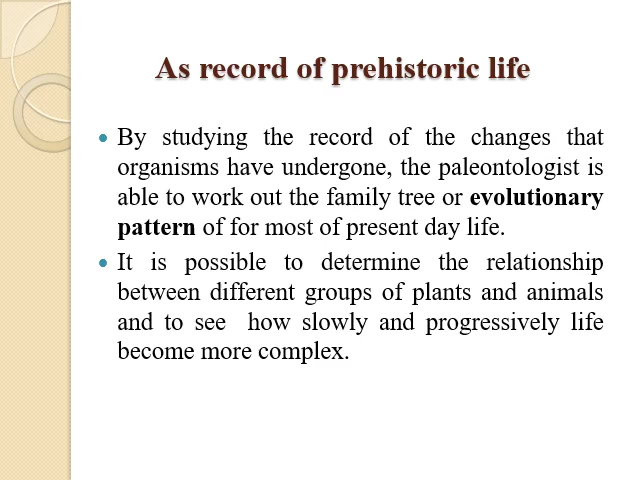 As record of prehistoric life
By studying the record of the changes that
organisms have undergone, the paleontologist is
able to work out the family tree or evolutionary
pattern of for most of present day life.
It is possible to determine the relationship
between different groups of plants and animals
and to see how slowly and progressively life
become more complex.